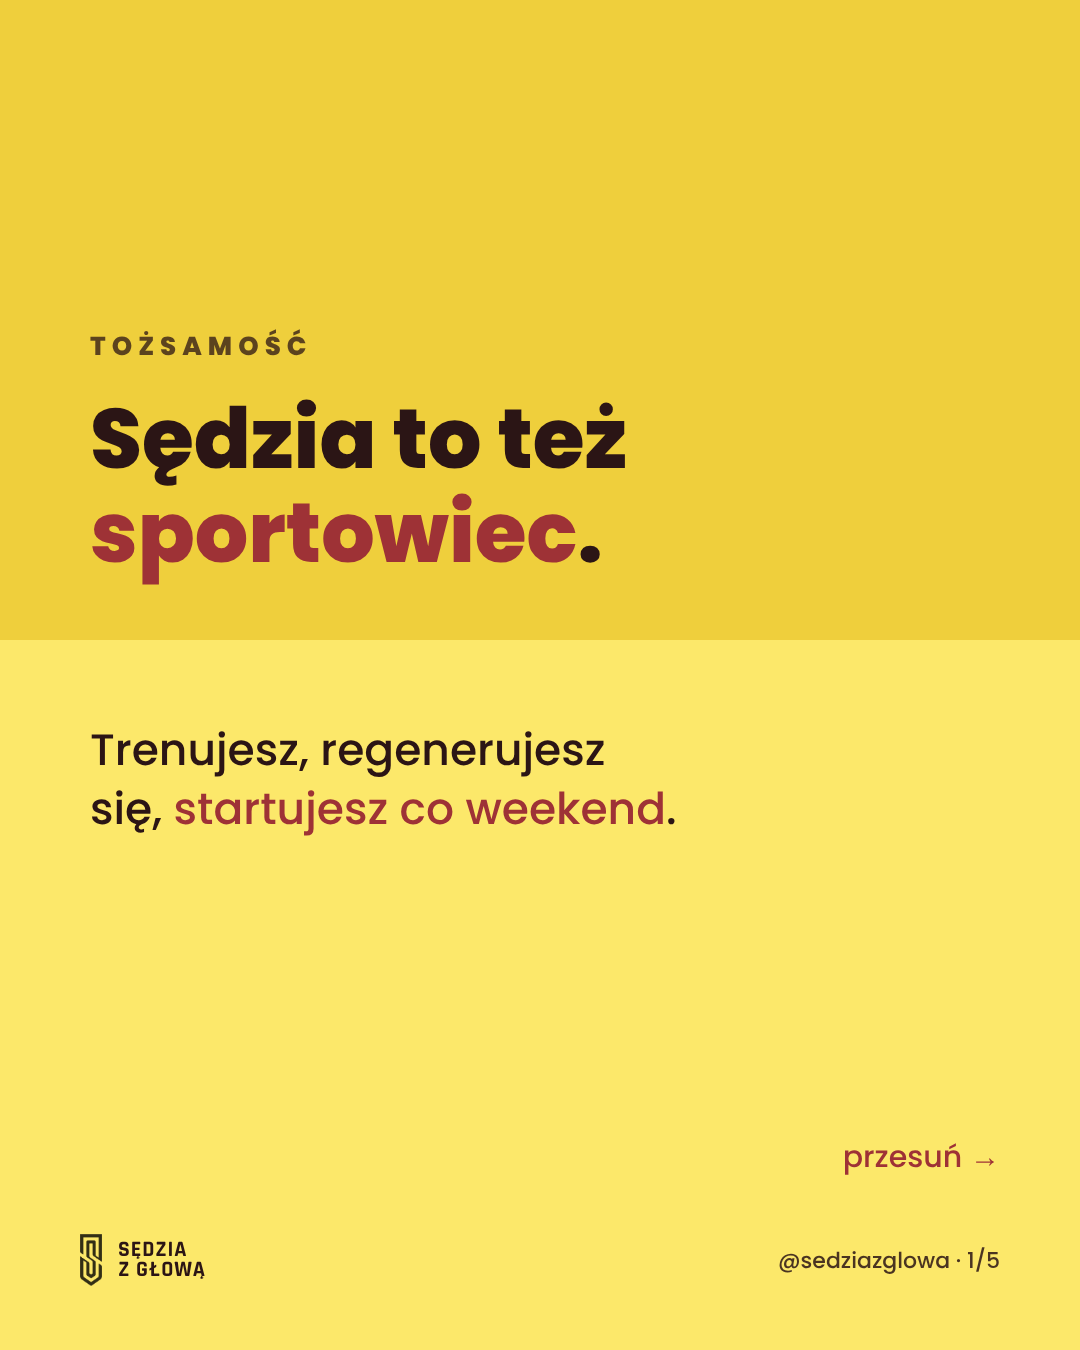 TOŻSAMOŚĆ
Sędzia to też
sportowiec.
Trenujesz, regenerujesz
się, startujesz co weekend.
przesuń →
SĘDZIA
Z GŁOWĄ
@sedziazglowa · 1/5